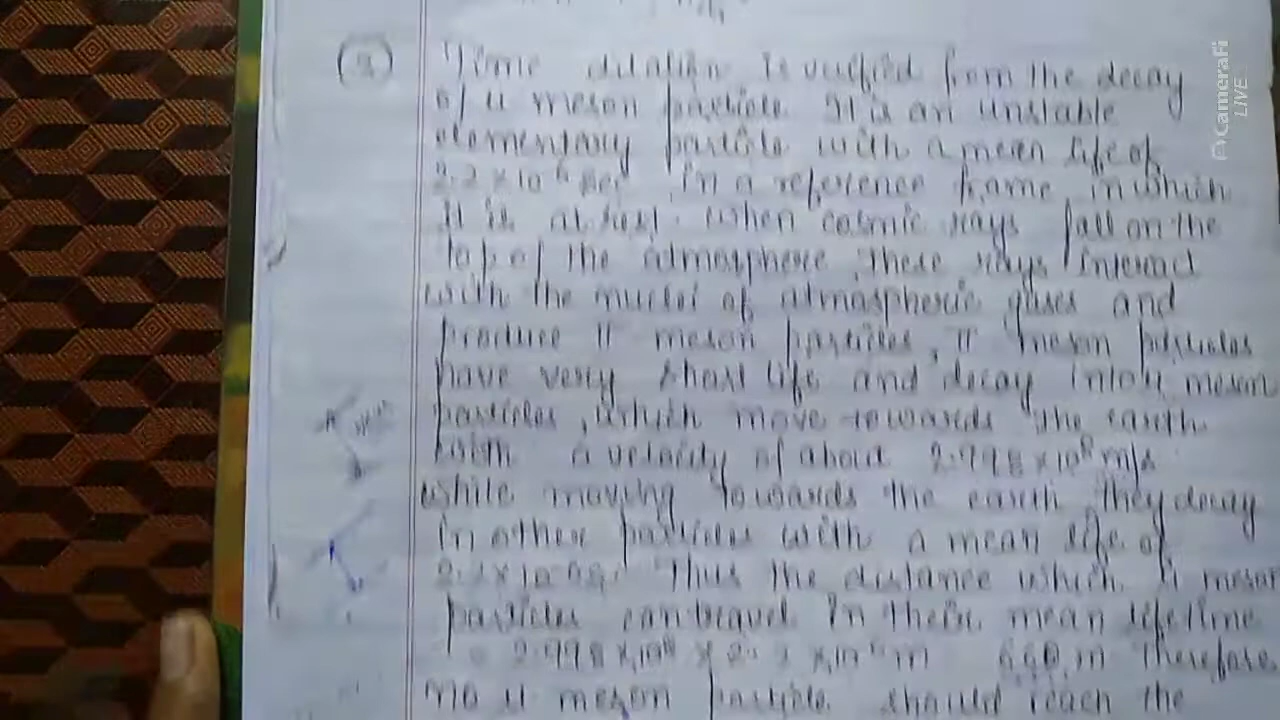 (2) Time dilation is verified from the decay
of μ meson particle. It is an unstable
elementary particle with a mean life of
2.2 × 10⁻⁶ sec in a reference frame in which
it is at rest. when cosmic rays fall on the
top of the atmosphere, these rays interact
with the nuclei of atmospheric gases and
produce π meson particles, π meson particles
have very short life and decay into μ meson
particles, which move towards the earth
with a velocity of about 2.998 × 10⁸ m/s
while moving towards the earth they decay
in other particles with a mean life of
2.2 × 10⁻⁶ s. Thus the distance which μ meson
particles can travel in their mean lifetime
= 2.998 × 10⁸ × 2.2 × 10⁻⁶ m 660 m Therefore
no μ meson particle should reach the
CameraFi
LIVE